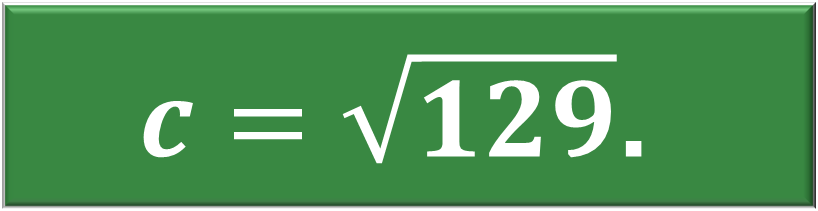 c = √129.